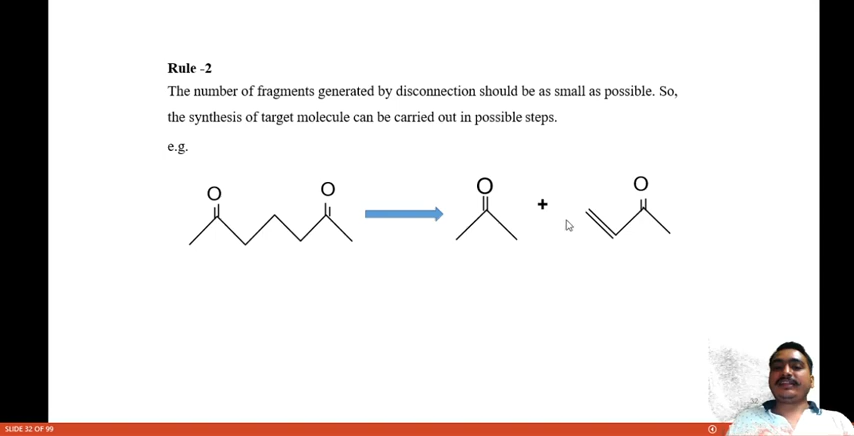 Rule -2
The number of fragments generated by disconnection should be as small as possible. So,
the synthesis of target molecule can be carried out in possible steps.
e.g.
O O O + O
SLIDE 32 OF 99